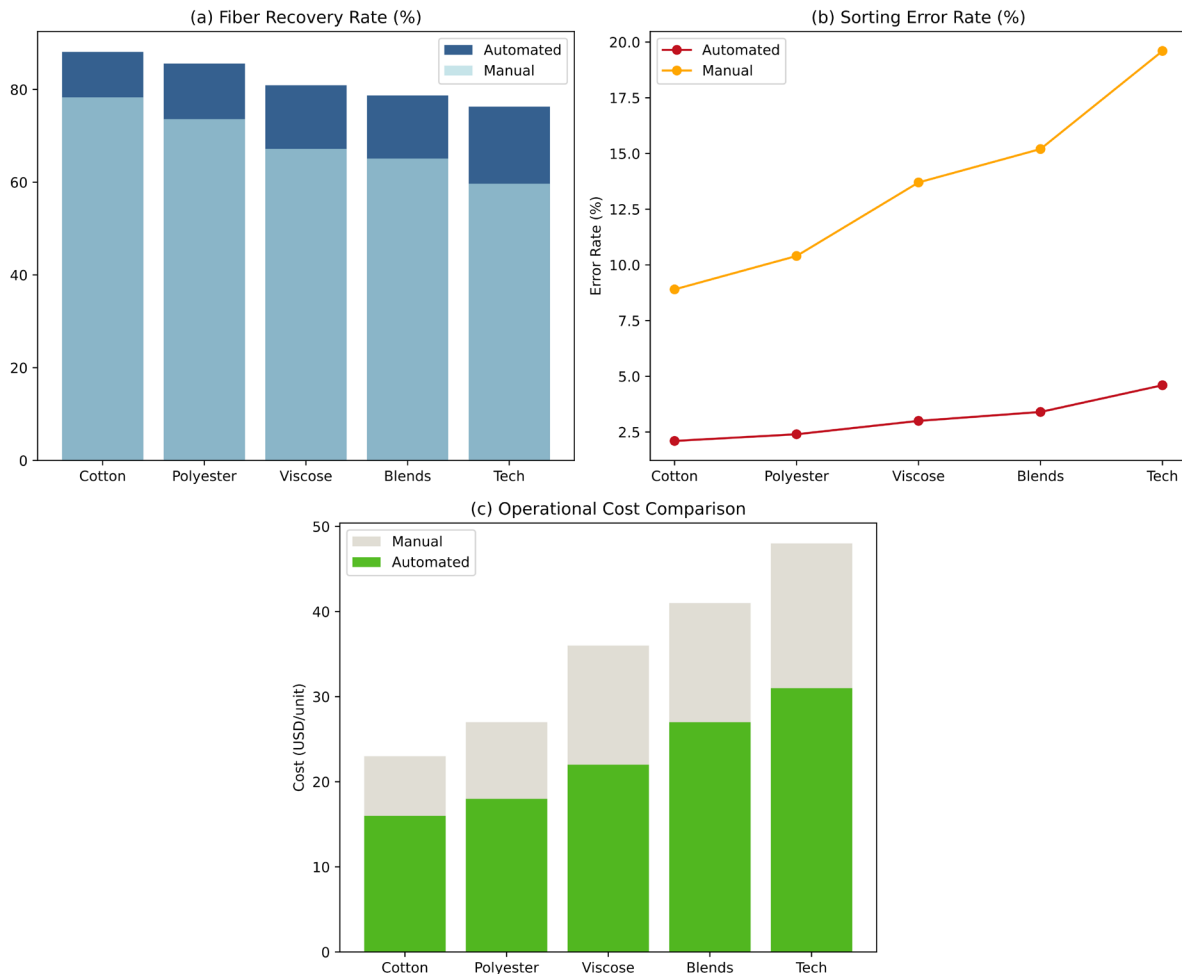 (a) Fiber Recovery Rate (%)
Automated
Manual
80
60
40
20
0
Cotton Polyester Viscose Blends Tech
(b) Sorting Error Rate (%)
Automated
Manual
Error Rate (%)
20.0
17.5
15.0
12.5
10.0
7.5
5.0
2.5
Cotton Polyester Viscose Blends Tech
(c) Operational Cost Comparison
Manual
Automated
Cost (USD/unit)
50
40
30
20
10
0
Cotton Polyester Viscose Blends Tech